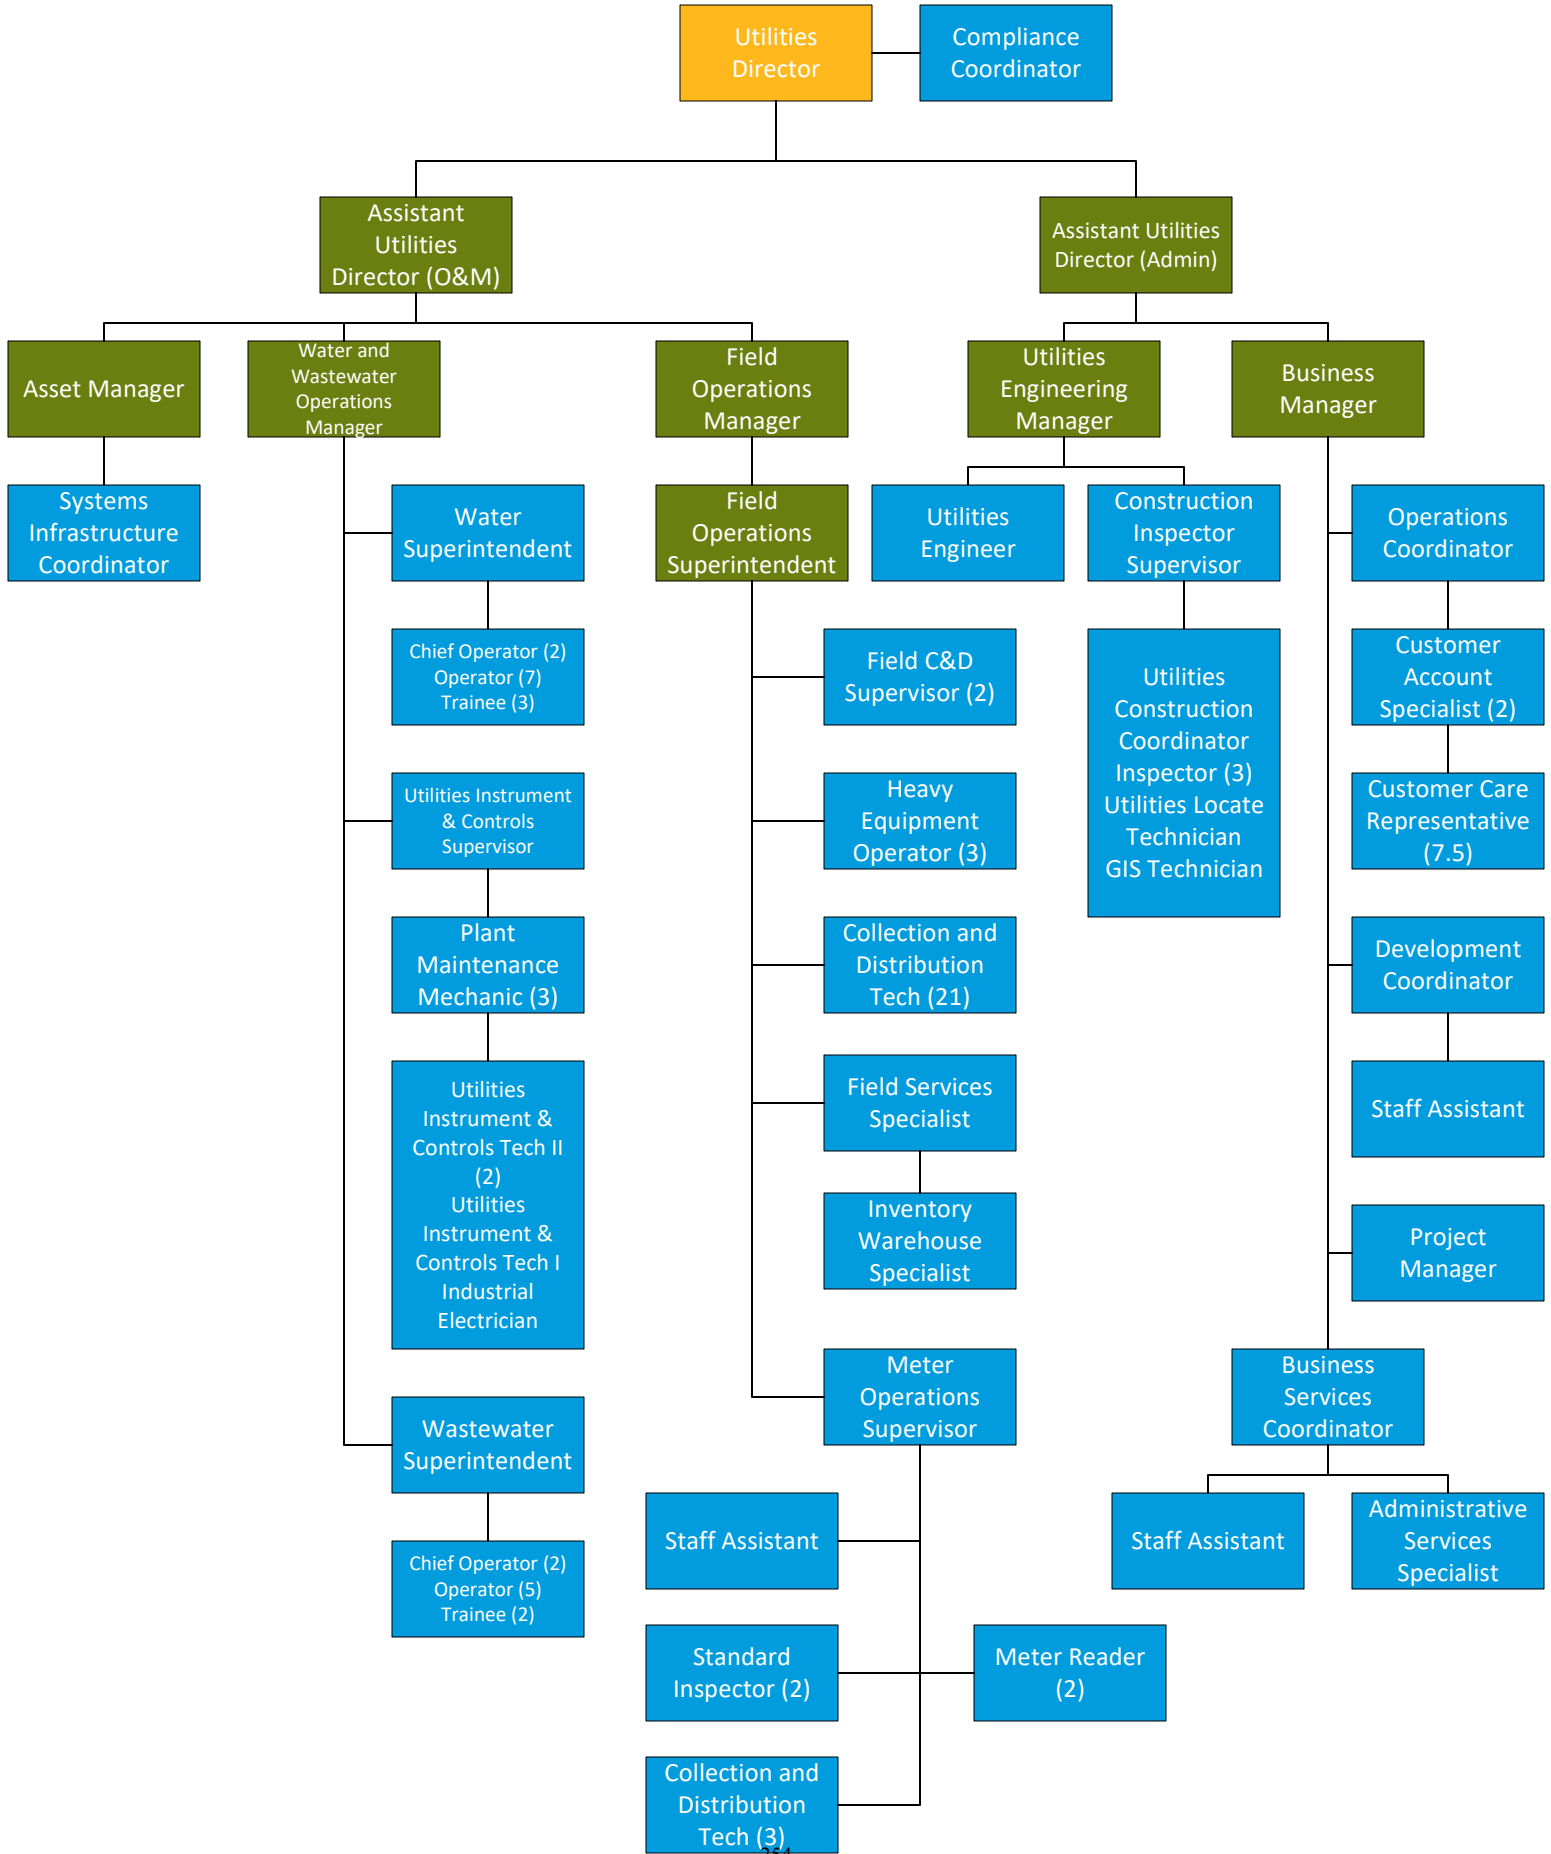 Utilities
Director
Compliance
Coordinator
Assistant
Utilities
Director (O&M)
Assistant Utilities
Director (Admin)
Asset Manager
Water and
Wastewater
Operations
Manager
Field
Operations
Manager
Utilities
Engineering
Manager
Business
Manager
Systems
Infrastructure
Coordinator
Water
Superintendent
Field
Operations
Superintendent
Utilities
Engineer
Construction
Inspector
Supervisor
Operations
Coordinator
Chief Operator (2)
Operator (7)
Trainee (3)
Field C&D
Supervisor (2)
Utilities
Construction
Coordinator
Inspector (3)
Utilities Locate
Technician
GIS Technician
Customer
Account
Specialist (2)
Utilities Instrument
& Controls
Supervisor
Heavy
Equipment
Operator (3)
Customer Care
Representative
(7.5)
Plant
Maintenance
Mechanic (3)
Collection and
Distribution
Tech (21)
Development
Coordinator
Utilities
Instrument &
Controls Tech II
(2)
Utilities
Instrument &
Controls Tech I
Industrial
Electrician
Field Services
Specialist
Staff Assistant
Inventory
Warehouse
Specialist
Project
Manager
Wastewater
Superintendent
Meter
Operations
Supervisor
Business
Services
Coordinator
Chief Operator (2)
Operator (5)
Trainee (2)
Staff Assistant
Staff Assistant
Administrative
Services
Specialist
Standard
Inspector (2)
Meter Reader
(2)
Collection and
Distribution
Tech (3)
254